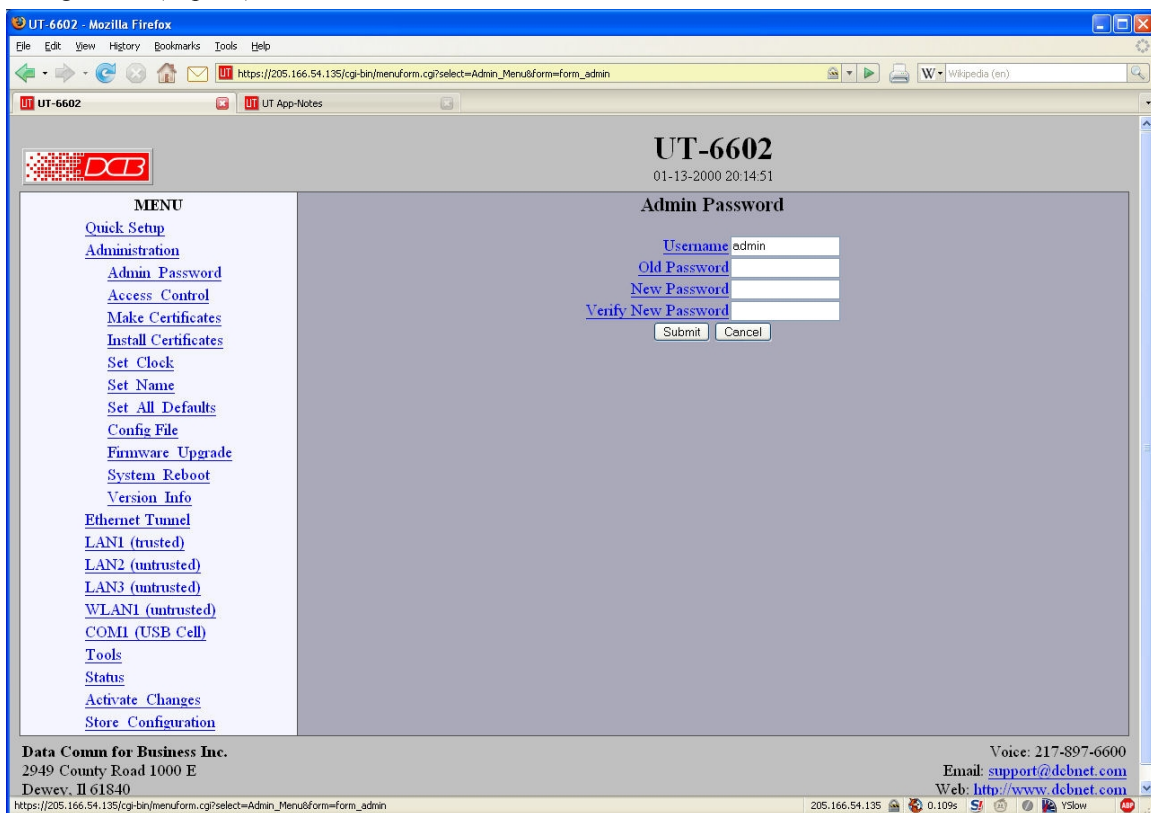 UT-6602 - Mozilla Firefox
File Edit View History Bookmarks Tools Help
UT https://205.166.54.135/cgi-bin/menuform.cgi?select=Admin_Menu&form=form_admin W Wikipedia (en)
UT UT-6602 UT UT App-Notes
DCB
UT-6602
01-13-2000 20:14:51
MENU
Quick Setup
Administration
Admin Password
Access Control
Make Certificates
Install Certificates
Set Clock
Set Name
Set All Defaults
Config File
Firmware Upgrade
System Reboot
Version Info
Ethernet Tunnel
LAN1 (trusted)
LAN2 (untrusted)
LAN3 (untrusted)
WLAN1 (untrusted)
COM1 (USB Cell)
Tools
Status
Activate Changes
Store Configuration
Admin Password
Username admin
Old Password
New Password
Verify New Password
Submit Cancel
Data Comm for Business Inc.
2949 County Road 1000 E
Dewey, Il 61840
Voice: 217-897-6600
Email: support@dcbnet.com
Web: http://www.dcbnet.com
https://205.166.54.135/cgi-bin/menuform.cgi?select=Admin_Menu&form=form_admin 205.166.54.135 0.109s YSlow ABP